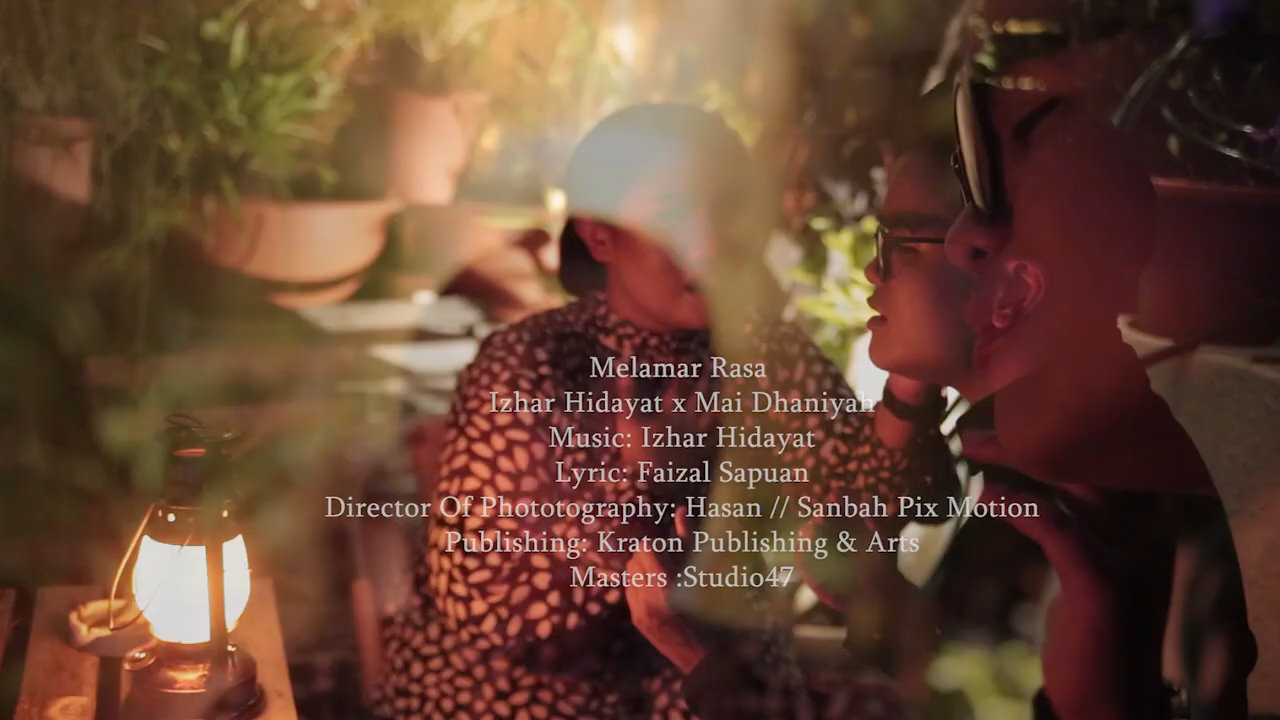 Melamar Rasa
Izhar Hidayat x Mai Dhaniyah
Music: Izhar Hidayat
Lyric: Faizal Sapuan
Director Of Phototography: Hasan // Sanbah Pix Motion
Publishing: Kraton Publishing & Arts
Masters :Studio47